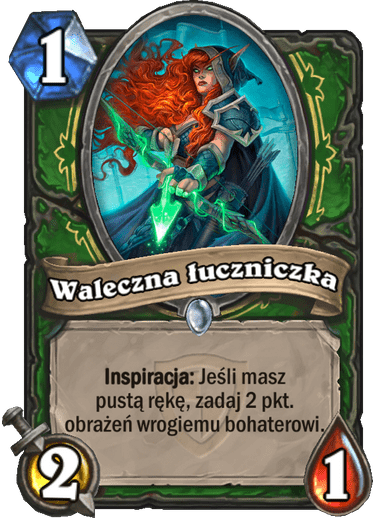 1
Waleczna łuczniczka
Inspiracja: Jeśli masz
pustą rękę, zadaj 2 pkt.
obrażeń wrogiemu bohaterowi.
2
1